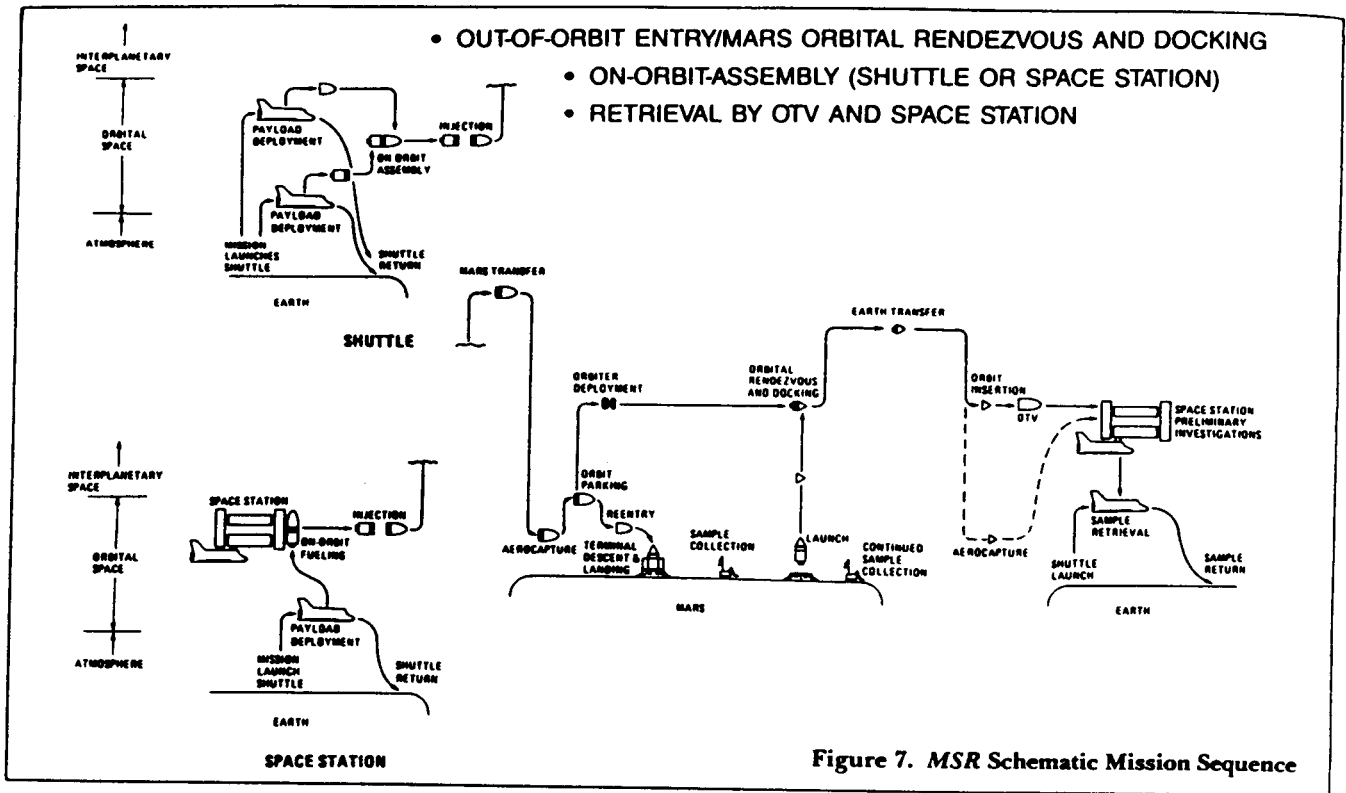 • OUT-OF-ORBIT ENTRY/MARS ORBITAL RENDEZVOUS AND DOCKING
• ON-ORBIT-ASSEMBLY (SHUTTLE OR SPACE STATION)
• RETRIEVAL BY OTV AND SPACE STATION
INTERPLANETARY
SPACE
ORBITAL
SPACE
ATMOSPHERE
PAYLOAD
DEPLOYMENT
INJECTION
ON ORBIT
ASSEMBLY
PAYLOAD
DEPLOYMENT
MISSION
LAUNCHES
SHUTTLE
SHUTTLE
RETURN
EARTH
SHUTTLE
MARS TRANSFER
EARTH TRANSFER
ORBITER
DEPLOYMENT
ORBITAL
RENDEZVOUS
AND DOCKING
ORBIT
INSERTION
OTV
SPACE STATION
PRELIMINARY
INVESTIGATIONS
INTERPLANETARY
SPACE
ORBITAL
SPACE
ATMOSPHERE
SPACE STATION
INJECTION
ON-ORBIT
FUELING
PAYLOAD
DEPLOYMENT
MISSION
LAUNCH
SHUTTLE
SHUTTLE
RETURN
EARTH
SPACE STATION
AEROCAPTURE
ORBIT
PARKING
REENTRY
TERMINAL
DESCENT &
LANDING
SAMPLE
COLLECTION
LAUNCH
CONTINUED
SAMPLE
COLLECTION
MARS
AEROCAPTURE
SAMPLE
RETRIEVAL
SHUTTLE
LAUNCH
SAMPLE
RETURN
EARTH
Figure 7. MSR Schematic Mission Sequence